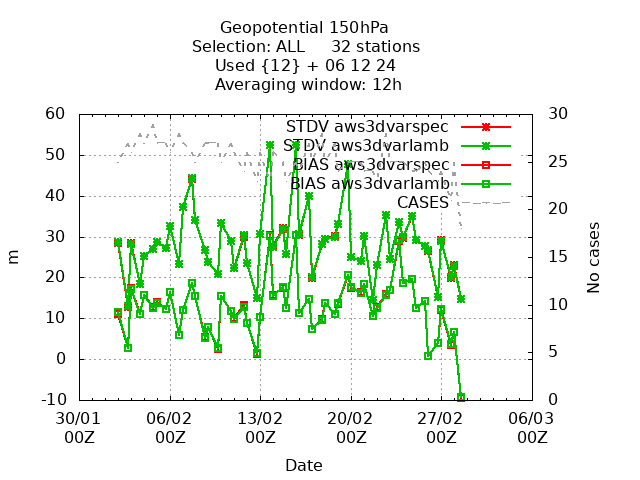 Geopotential 150hPa
Selection: ALL     32 stations
Used {12} + 06 12 24
Averaging window: 12h
STDV aws3dvarspec
STDV aws3dvarlamb
BIAS aws3dvarspec
BIAS aws3dvarlamb
CASES
60
50
40
30
20
10
0
-10
m
30
25
20
15
10
5
0
No cases
30/01 06/02 13/02 20/02 27/02 06/03
00Z 00Z 00Z 00Z 00Z 00Z
Date